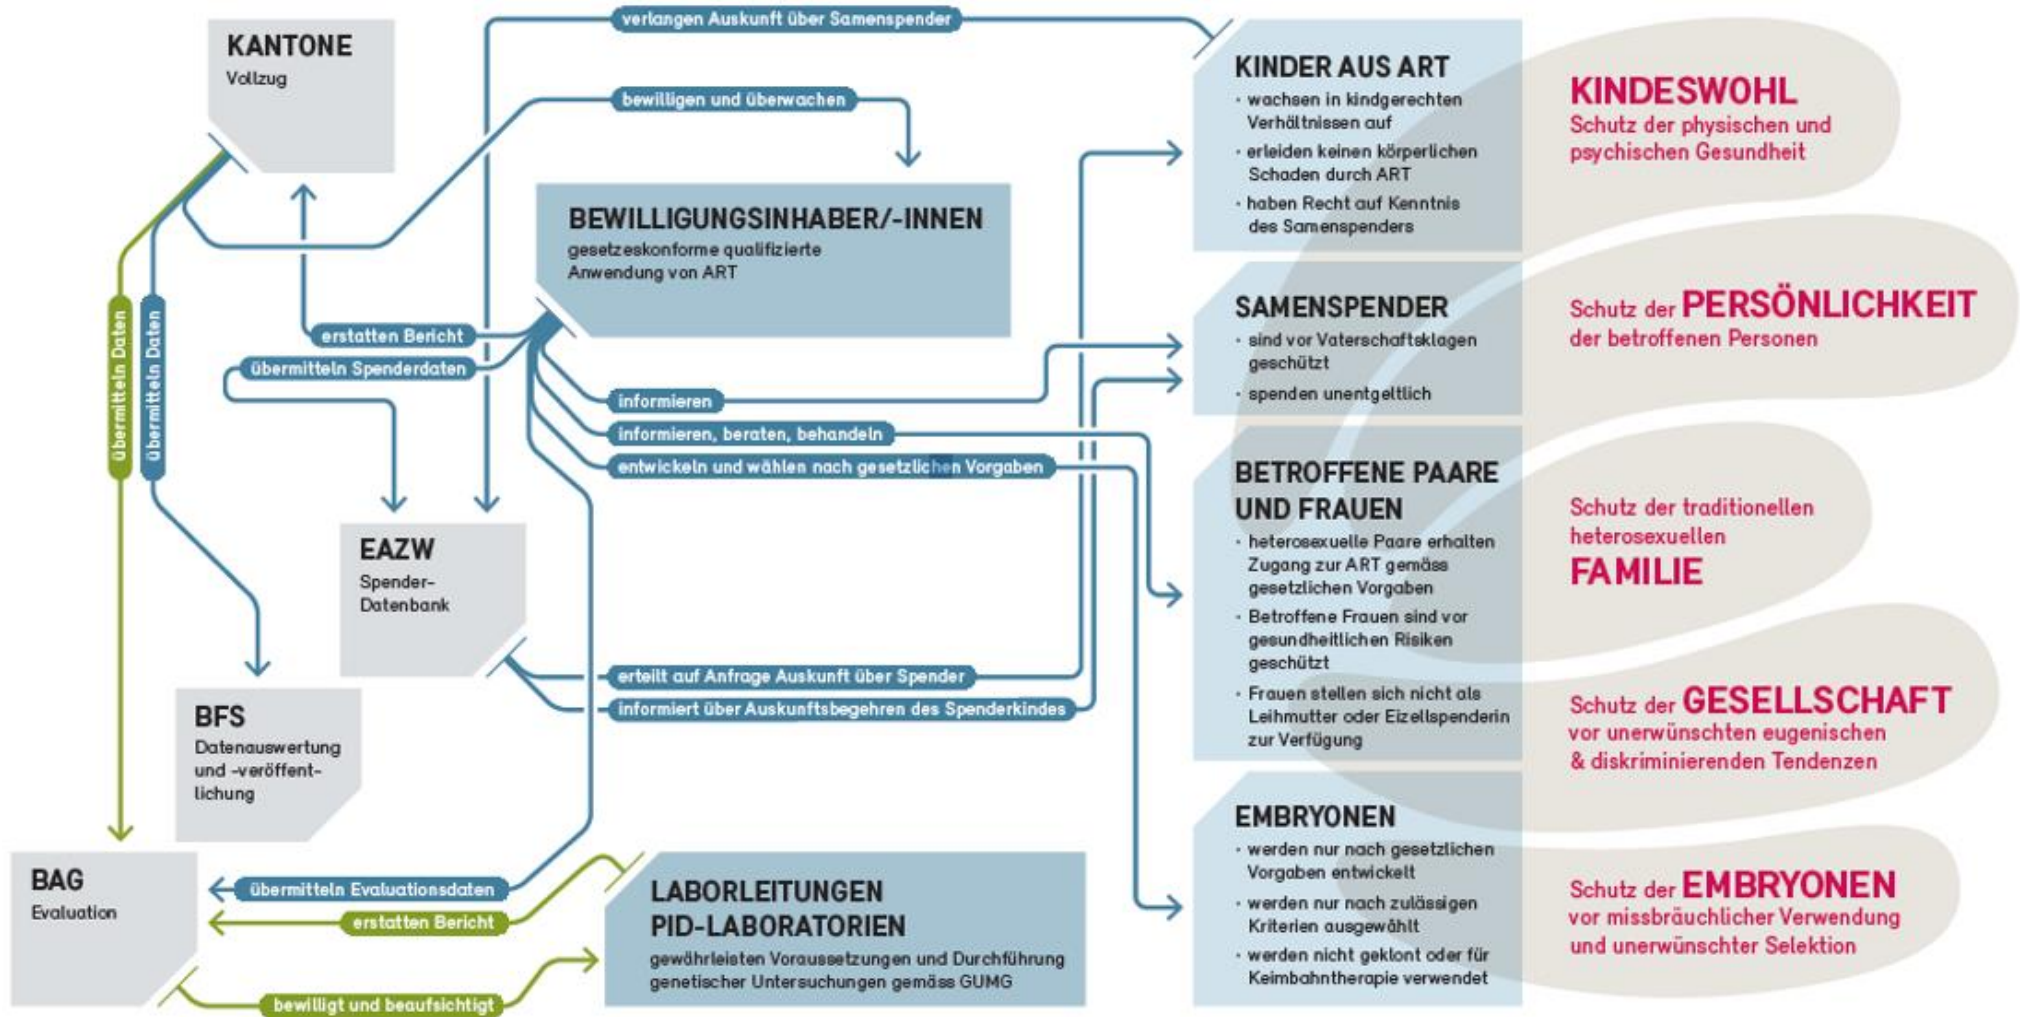 verlangen Auskunft über Samenspender
KANTONE
Vollzug
bewilligen und überwachen
BEWILLIGUNGSINHABER/-INNEN
gesetzeskonforme qualifizierte
Anwendung von ART
übermitteln Daten
übermitteln Daten
erstatten Bericht
übermitteln Spenderdaten
informieren
informieren, beraten, behandeln
entwickeln und wählen nach gesetzlichen Vorgaben
EAZW
Spender-
Datenbank
erteilt auf Anfrage Auskunft über Spender
informiert über Auskunftsbegehren des Spenderkindes
BFS
Datenauswertung
und -veröffent-
lichung
BAG
Evaluation
übermitteln Evaluationsdaten
erstatten Bericht
bewilligt und beaufsichtigt
LABORLEITUNGEN
PID-LABORATORIEN
gewährleisten Voraussetzungen und Durchführung
genetischer Untersuchungen gemäss GUMG
KINDER AUS ART
· wachsen in kindgerechten
Verhältnissen auf
· erleiden keinen körperlichen
Schaden durch ART
· haben Recht auf Kenntnis
des Samenspenders
SAMENSPENDER
· sind vor Vaterschaftsklagen
geschützt
· spenden unentgeltlich
BETROFFENE PAARE
UND FRAUEN
· heterosexuelle Paare erhalten
Zugang zur ART gemäss
gesetzlichen Vorgaben
· Betroffene Frauen sind vor
gesundheitlichen Risiken
geschützt
· Frauen stellen sich nicht als
Leihmutter oder Eizellspenderin
zur Verfügung
EMBRYONEN
· werden nur nach gesetzlichen
Vorgaben entwickelt
· werden nur nach zulässigen
Kriterien ausgewählt
· werden nicht geklont oder für
Keimbahntherapie verwendet
KINDESWOHL
Schutz der physischen und
psychischen Gesundheit
Schutz der PERSÖNLICHKEIT
der betroffenen Personen
Schutz der traditionellen
heterosexuellen
FAMILIE
Schutz der GESELLSCHAFT
vor unerwünschten eugenischen
& diskriminierenden Tendenzen
Schutz der EMBRYONEN
vor missbräuchlicher Verwendung
und unerwünschter Selektion